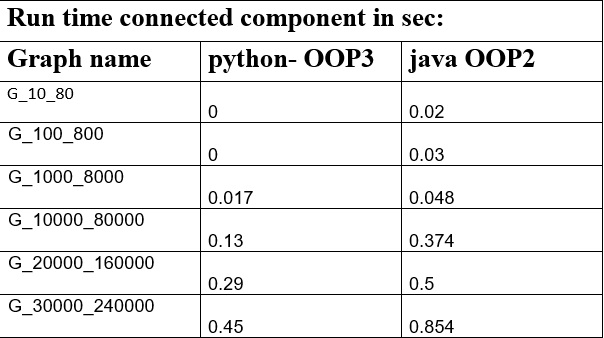 Run time connected component in sec:
Graph name python- OOP3 java OOP2
G_10_80 0 0.02
G_100_800 0 0.03
G_1000_8000 0.017 0.048
G_10000_80000 0.13 0.374
G_20000_160000 0.29 0.5
G_30000_240000 0.45 0.854